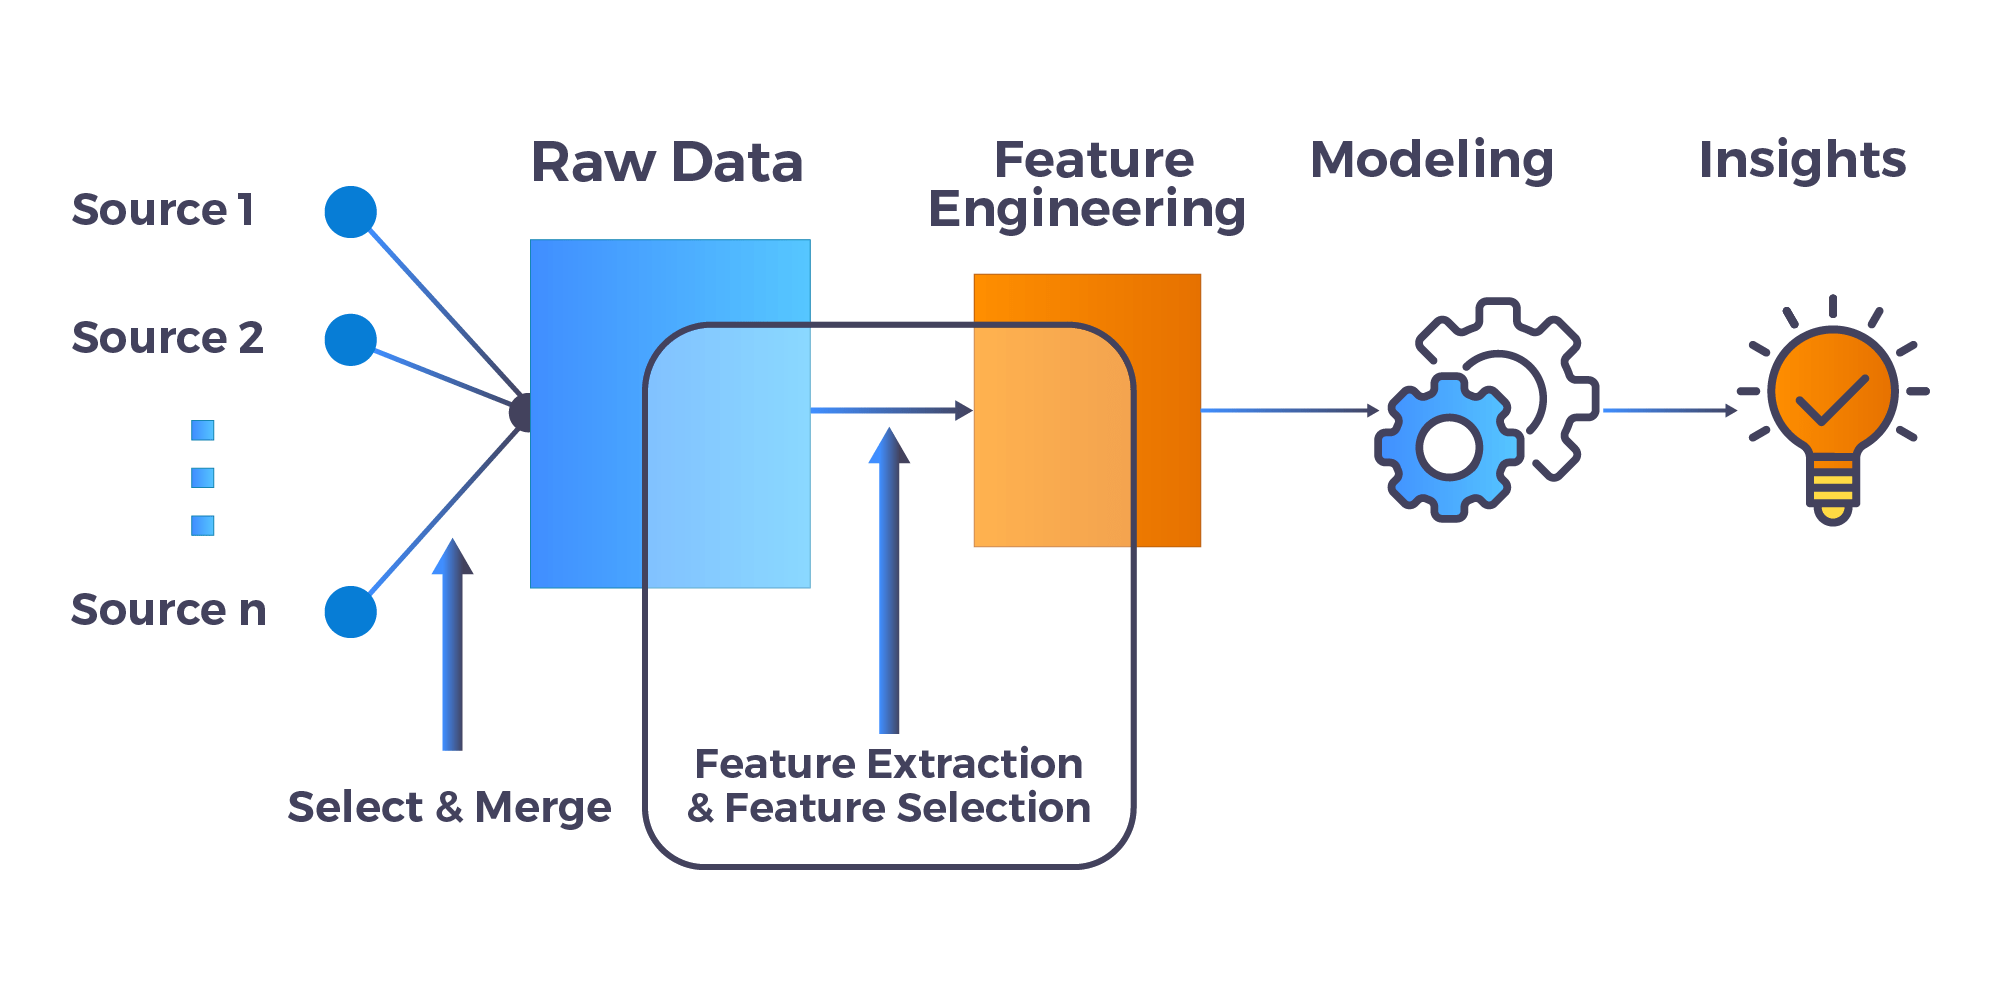 Raw Data
Feature
Engineering
Modeling
Insights
Source 1
Source 2
Source n
Select & Merge
Feature Extraction
& Feature Selection